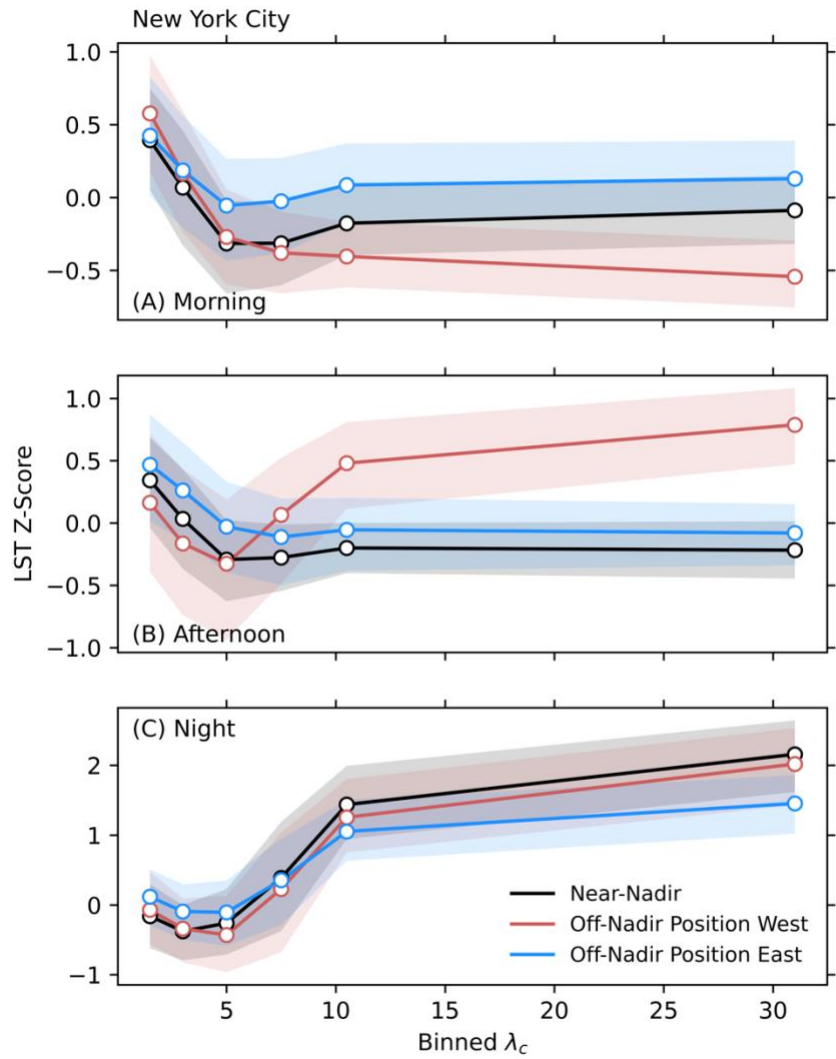 New York City
1.0
0.5
0.0
−0.5
(A) Morning
1.0
0.5
0.0
−0.5
−1.0
(B) Afternoon
LST Z-Score
(C) Night
2
1
0
−1
Near-Nadir
Off-Nadir Position West
Off-Nadir Position East
5 10 15 20 25 30
Binned λc